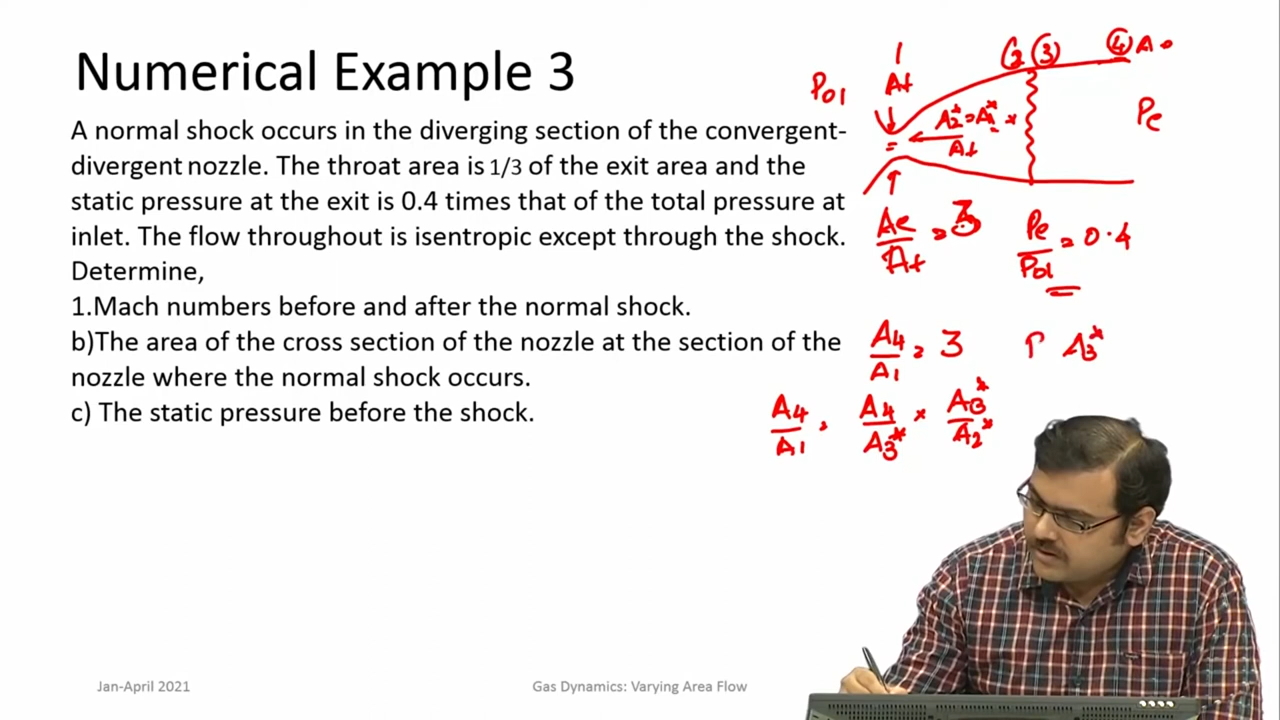 Numerical Example 3
A normal shock occurs in the diverging section of the convergent-
divergent nozzle. The throat area is 1/3 of the exit area and the
static pressure at the exit is 0.4 times that of the total pressure at
inlet. The flow throughout is isentropic except through the shock.
Determine,
1.Mach numbers before and after the normal shock.
b)The area of the cross section of the nozzle at the section of the
nozzle where the normal shock occurs.
c) The static pressure before the shock.
1
At
P01
2 3 4
Pe
A2* = A1*
At
Ae/At = 3
Pe/P01 = 0.4
A4/A1 = 3
A3*
A4/A1 = A4/A3* × A3*/A2*
Jan-April 2021
Gas Dynamics: Varying Area Flow